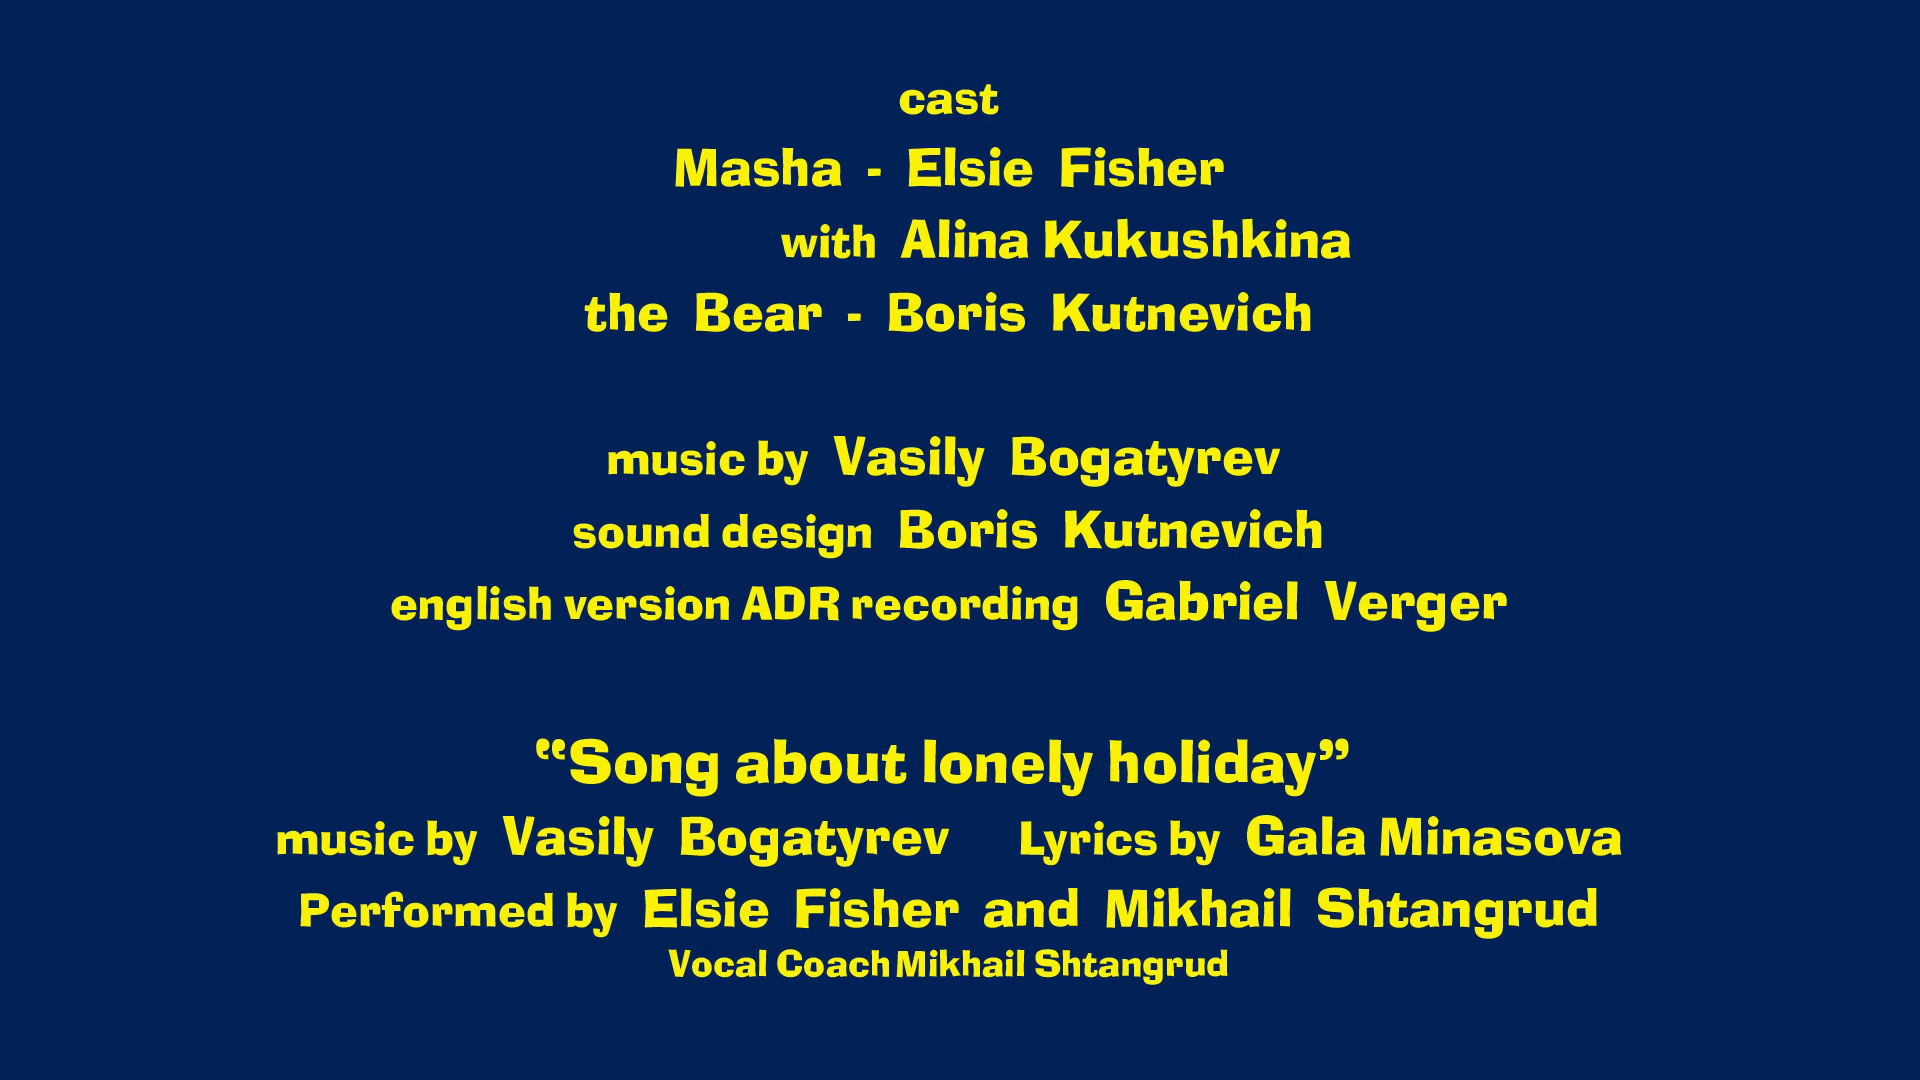 cast
Masha - Elsie Fisher
with Alina Kukushkina
the Bear - Boris Kutnevich
music by Vasily Bogatyrev
sound design Boris Kutnevich
english version ADR recording Gabriel Verger
“Song about lonely holiday”
music by Vasily Bogatyrev Lyrics by Gala Minasova
Performed by Elsie Fisher and Mikhail Shtangrud
Vocal Coach Mikhail Shtangrud